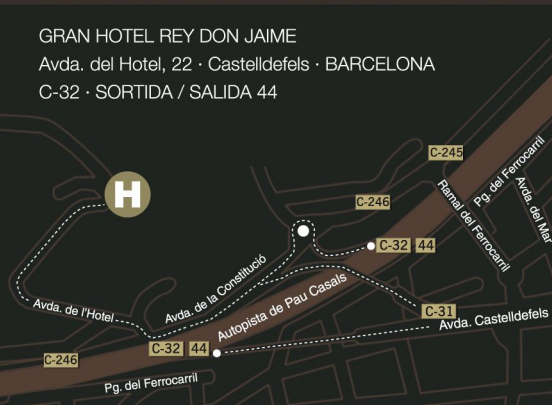 GRAN HOTEL REY DON JAIME
Avda. del Hotel, 22 · Castelldefels · BARCELONA
C-32 · SORTIDA / SALIDA 44
C-245
Pg. del Ferrocarril
H
Ramal del Ferrocarril
Avda. del Mar
C-246
C-32 44
Avda. de la Constitució
Autopista de Pau Casals
Avda. de l'Hotel
C-31
Avda. Castelldefels
C-246
C-32 44
Pg. del Ferrocarril